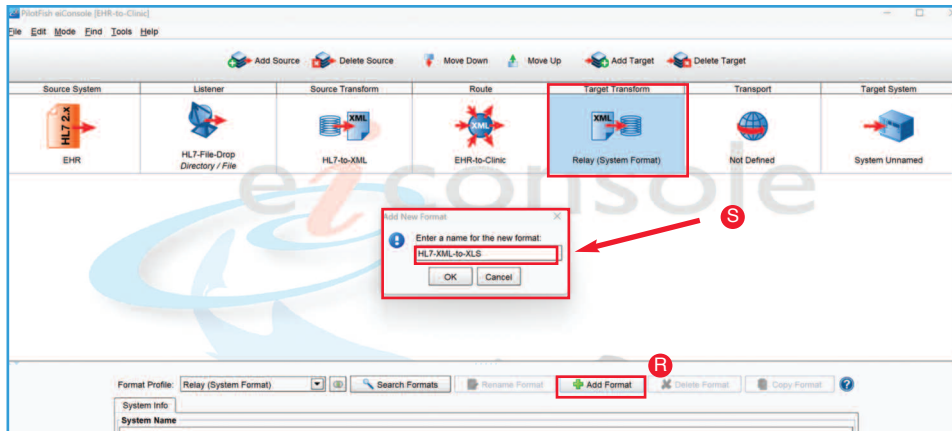 PilotFish eiConsole [EHR-to-Clinic]
File Edit Mode Find Tools Help
Add Source Delete Source Move Down Move Up Add Target Delete Target
Source System Listener Source Transform Route Target Transform Transport Target System
HL7 2.x XML XML XML
EHR HL7-File-Drop HL7-to-XML EHR-to-Clinic Relay (System Format) Not Defined System Unnamed
Directory / File
eiconsole
Add New Format
S
Enter a name for the new format:
HL7-XML-to-XLS
OK Cancel
R
Format Profile: Relay (System Format) Search Formats Rename Format Add Format Delete Format Copy Format ?
System Info
System Name